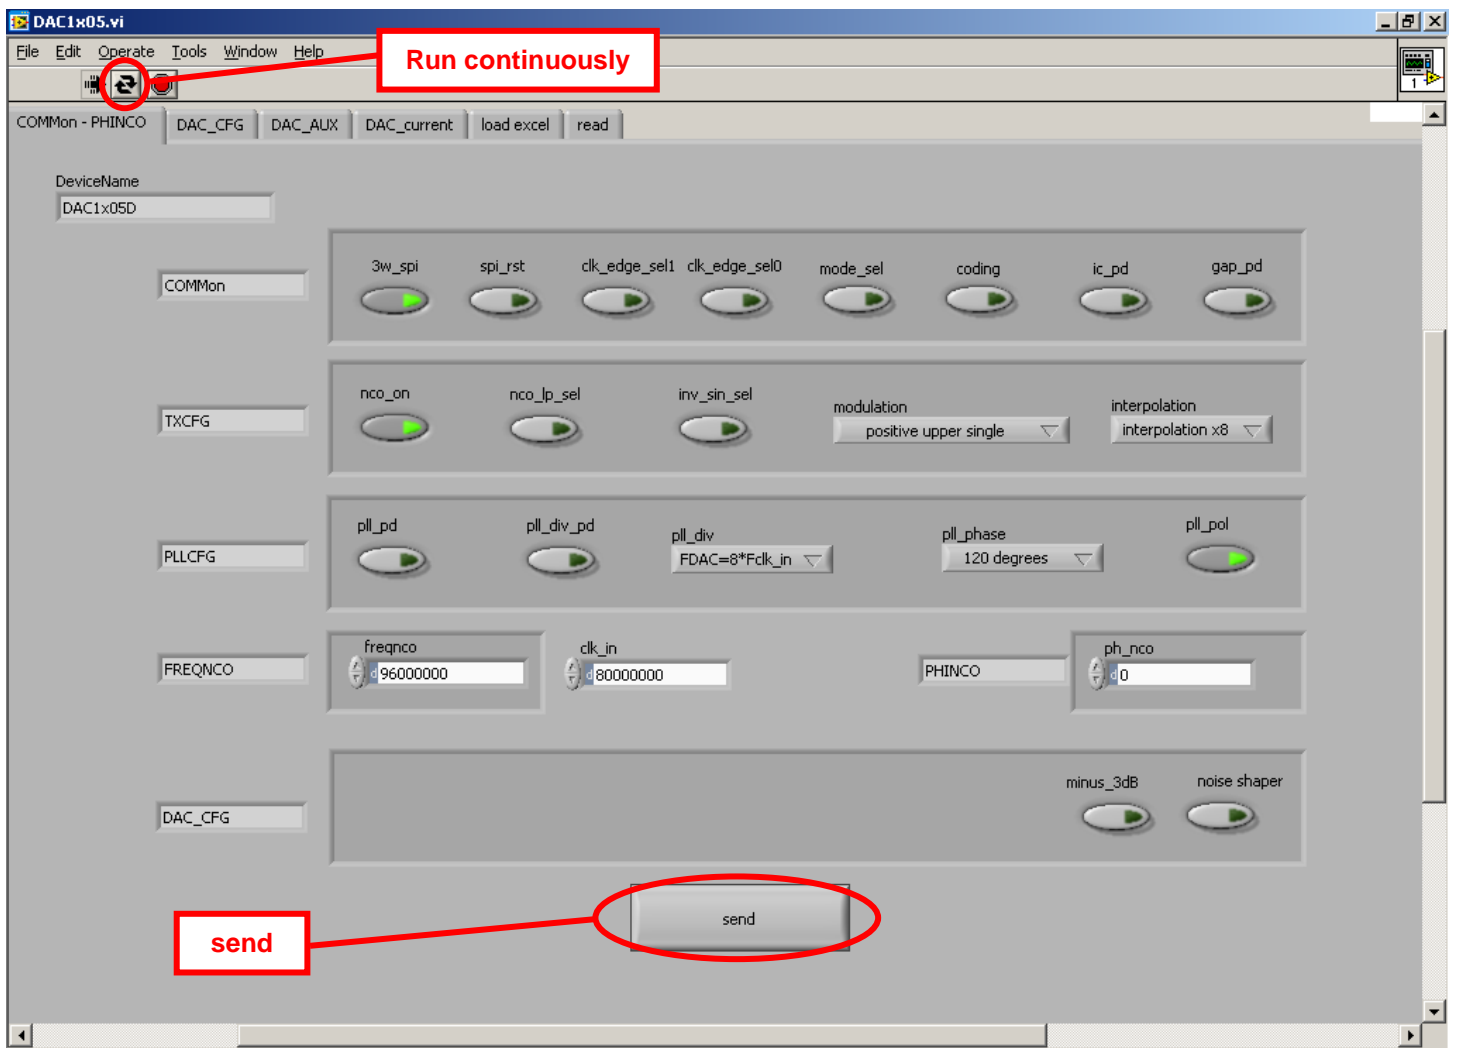 DAC1x05.vi
File Edit Operate Tools Window Help
Run continuously
1
COMMon - PHINCO DAC_CFG DAC_AUX DAC_current load excel read
DeviceName
DAC1x05D
COMMon
3w_spi spi_rst clk_edge_sel1 clk_edge_sel0 mode_sel coding ic_pd gap_pd
TXCFG
nco_on nco_lp_sel inv_sin_sel modulation interpolation
positive upper single interpolation x8
PLLCFG
pll_pd pll_div_pd pll_div pll_phase pll_pol
FDAC=8*Fclk_in 120 degrees
FREQNCO
freqnco clk_in ph_nco
d 96000000 d 80000000 PHINCO d 0
DAC_CFG
minus_3dB noise shaper
send
send